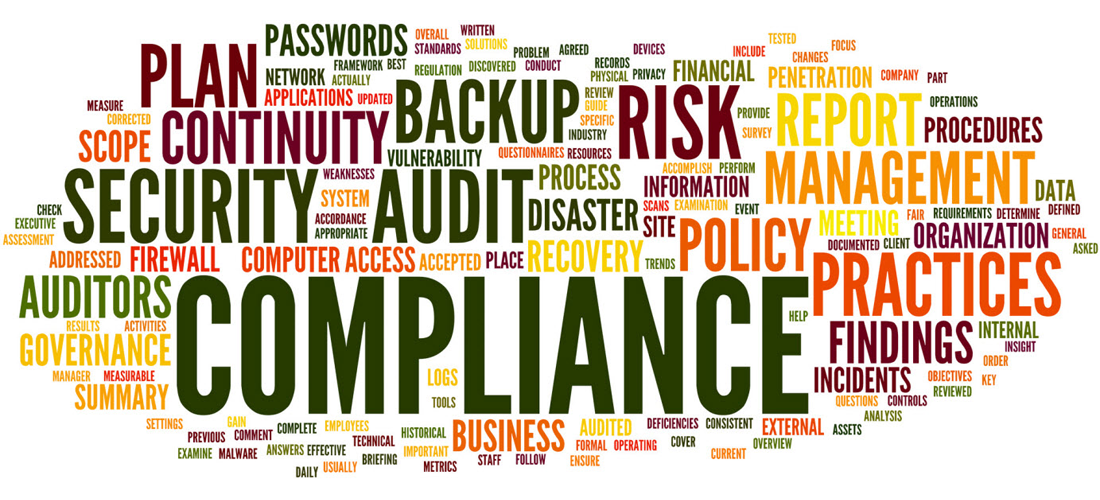 PASSWORDS
OVERALL
WRITTEN
STANDARDS
SOLUTIONS
PROBLEM
AGREED
DEVICES
INCLUDE
TESTED
CHANGES
FOCUS
PLAN
NETWORK
FRAMEWORK
BEST
ACTUALLY
REGULATION
DISCOVERED
CONDUCT
RECORDS
PHYSICAL
PRIVACY
FINANCIAL
PENETRATION
COMPANY
PART
MEASURE
CORRECTED
APPLICATIONS
UPDATED
BACKUP
REVIEW
GUIDE
SPECIFIC
INDUSTRY
RISK
PROVIDE
SURVEY
REPORT
OPERATIONS
PROCEDURES
SCOPE
CONTINUITY
VULNERABILITY
QUESTIONNAIRES
RESOURCES
ACCOMPLISH
PERFORM
MANAGEMENT
DATA
SECURITY
WEAKNESSES
SYSTEM
ACCORDANCE
APPROPRIATE
AUDIT
PROCESS
DISASTER
INFORMATION
SCANS
EXAMINATION
EVENT
SITE
POLICY
MEETING
FAIR
REQUIREMENTS
DETERMINE
DEFINED
CHECK
EXECUTIVE
ASSESSMENT
DOCUMENTED
CLIENT
ORGANIZATION
GENERAL
ASKED
ADDRESSED
FIREWALL
COMPUTER ACCESS
ACCEPTED
PLACE
RECOVERY
TRENDS
PRACTICES
AUDITORS
RESULTS
ACTIVITIES
COMPLIANCE
HELP
FINDINGS
INTERNAL
INSIGHT
GOVERNANCE
MANAGER
MEASURABLE
LOGS
TOOLS
INCIDENTS
ORDER
OBJECTIVES
KEY
SUMMARY
QUESTIONS
CONTROLS
REVIEWED
ANALYSIS
SETTINGS
GAIN
PREVIOUS
COMMENT
COMPLETE
EMPLOYEES
HISTORICAL
BUSINESS
AUDITED
DEFICIENCIES
CONSISTENT
EXTERNAL
ASSETS
EXAMINE
MALWARE
ANSWERS
EFFECTIVE
TECHNICAL
IMPORTANT
FORMAL
OPERATING
COVER
OVERVIEW
DAILY
USUALLY
BRIEFING
METRICS
STAFF
FOLLOW
ENSURE
CURRENT